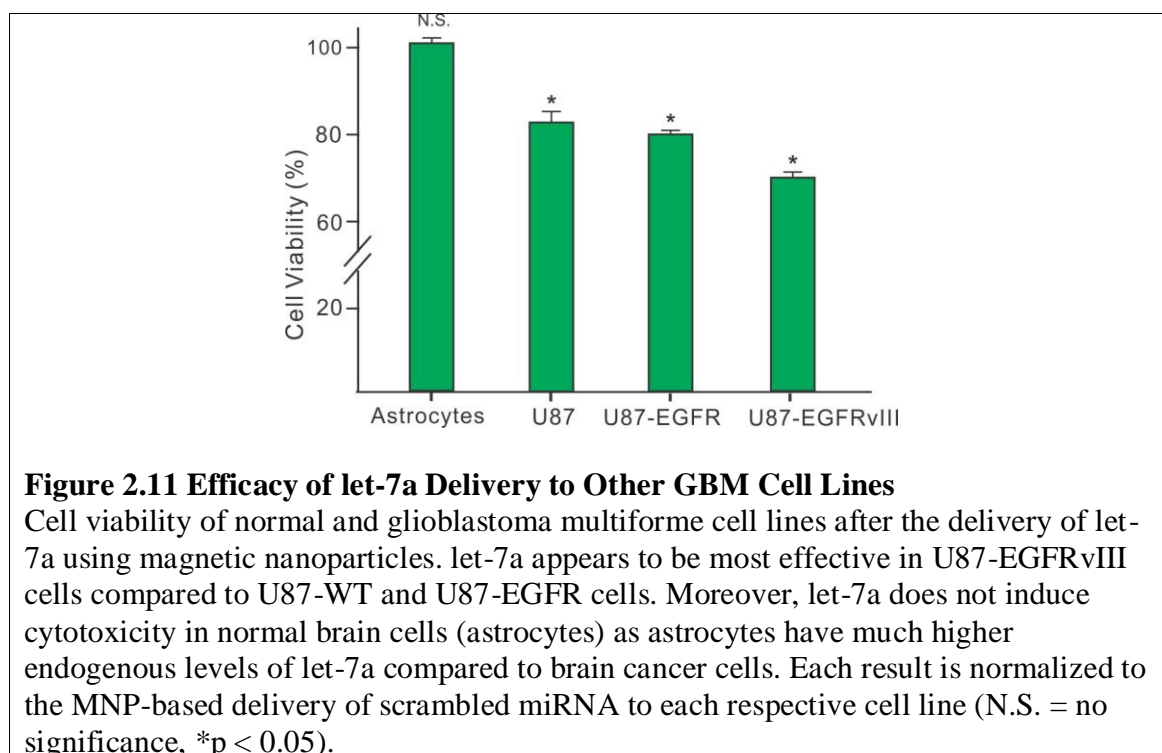 N.S.
100
*
*
80
*
60
20
Cell Viability (%)
Astrocytes U87 U87-EGFR U87-EGFRvIII
Figure 2.11 Efficacy of let-7a Delivery to Other GBM Cell Lines
Cell viability of normal and glioblastoma multiforme cell lines after the delivery of let-
7a using magnetic nanoparticles. let-7a appears to be most effective in U87-EGFRvIII
cells compared to U87-WT and U87-EGFR cells. Moreover, let-7a does not induce
cytotoxicity in normal brain cells (astrocytes) as astrocytes have much higher
endogenous levels of let-7a compared to brain cancer cells. Each result is normalized to
the MNP-based delivery of scrambled miRNA to each respective cell line (N.S. = no
significance, *p < 0.05).